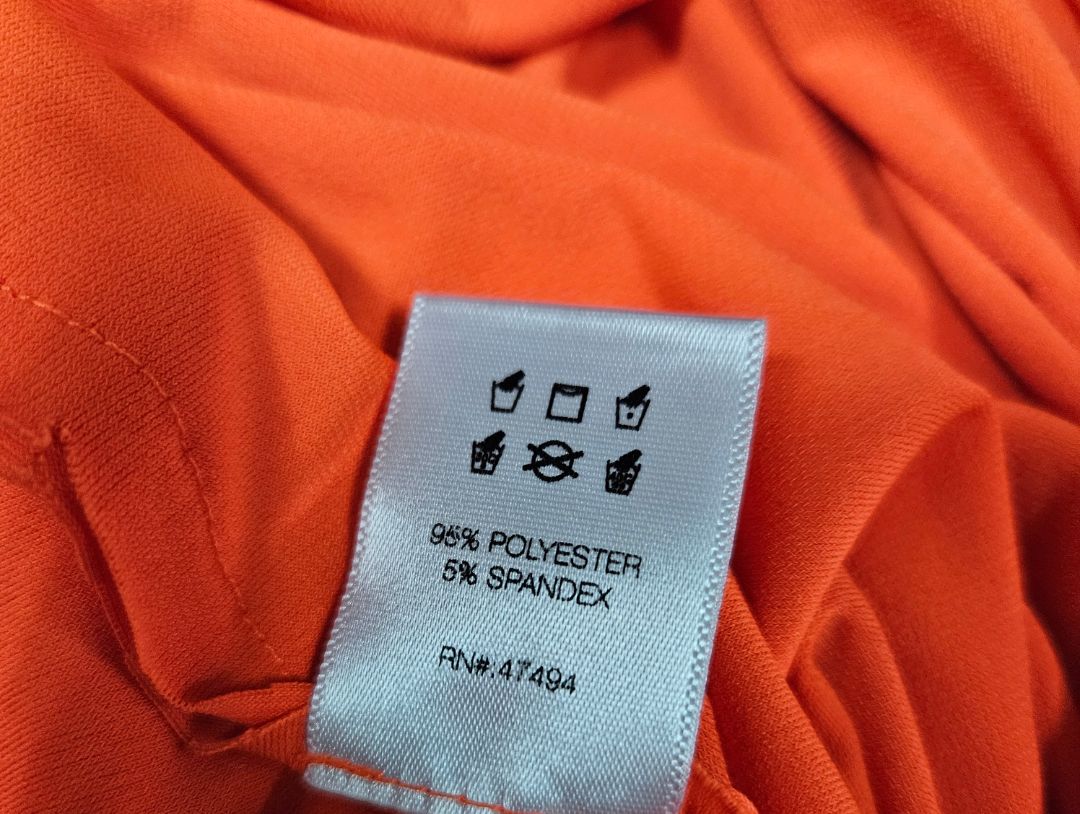 95% POLYESTER
5% SPANDEX
RN#:47494